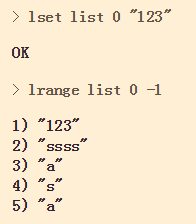 > lset list 0 "123"
OK
> lrange list 0 -1
1) "123"
2) "ssss"
3) "a"
4) "s"
5) "a"